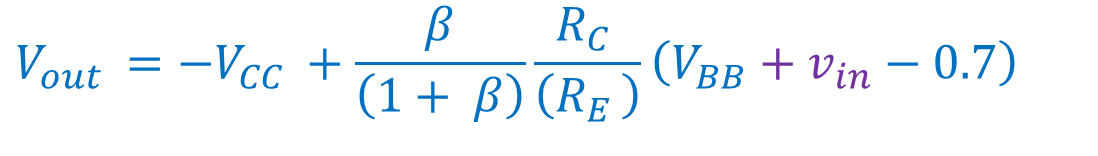 V_out = −V_CC + β/(1 + β) R_C/(R_E) (V_BB + v_in − 0.7)